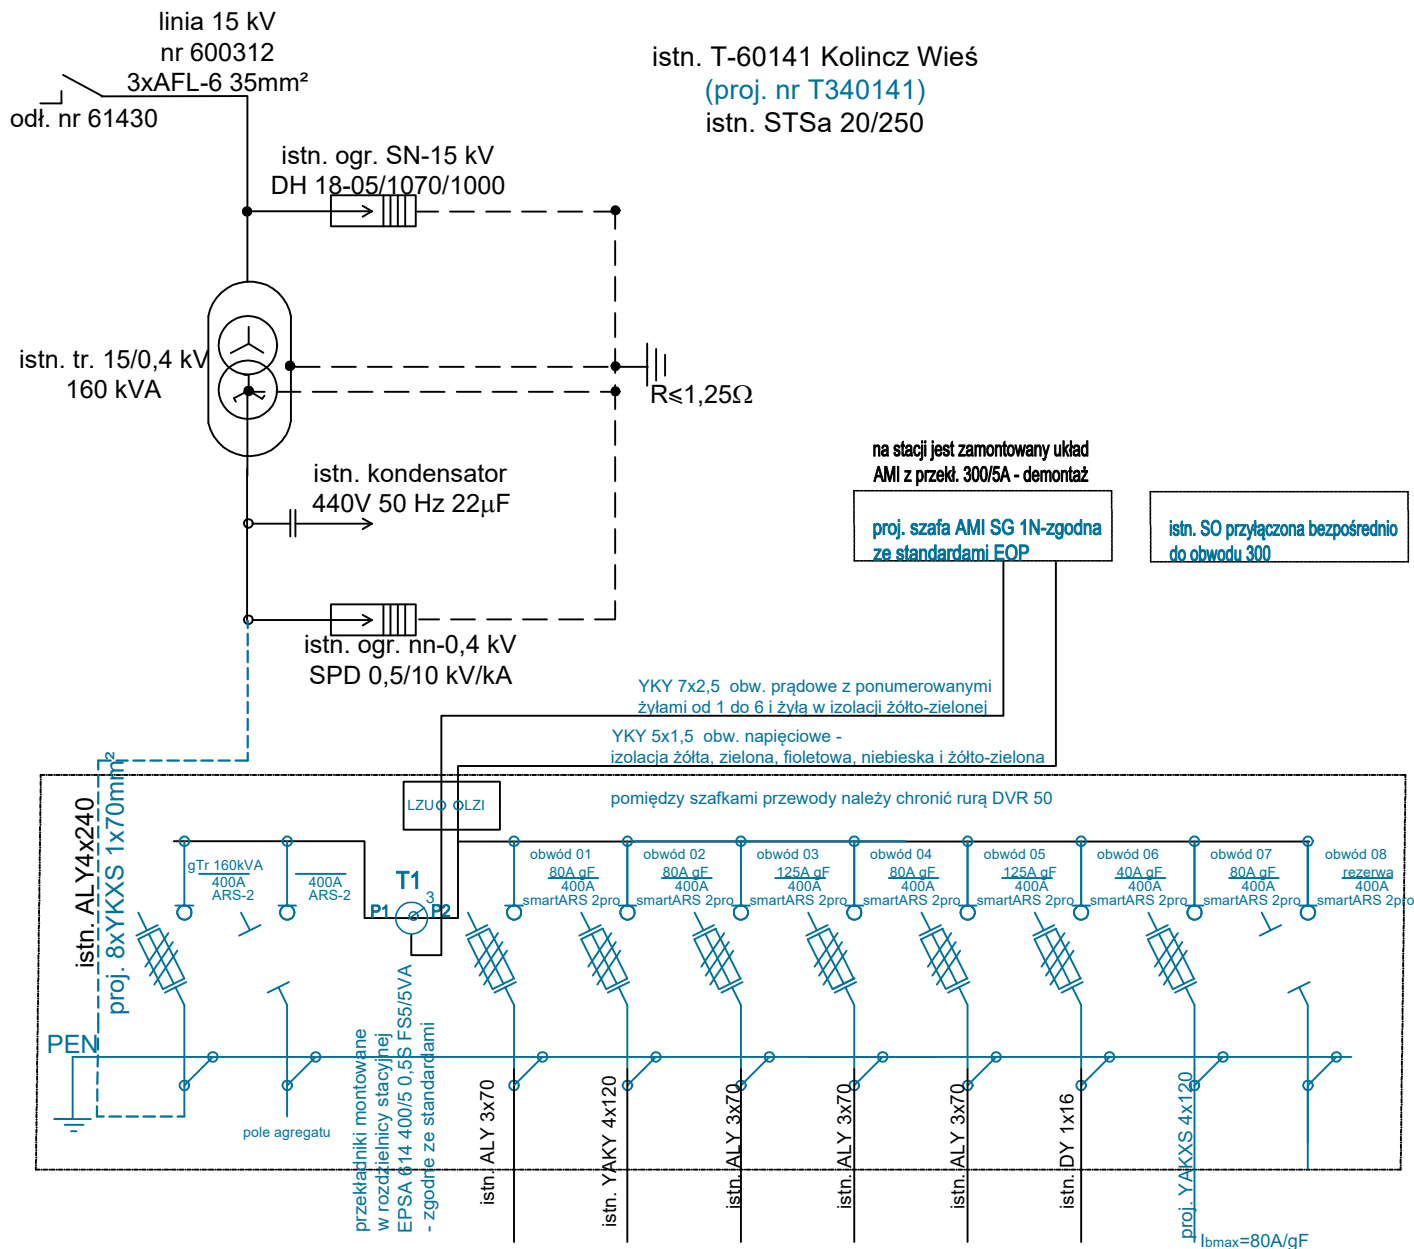 linia 15 kV
nr 600312
3xAFL-6 35mm²
odł. nr 61430
istn. T-60141 Kolincz Wieś
(proj. nr T340141)
istn. STSa 20/250
istn. ogr. SN-15 kV
DH 18-05/1070/1000
istn. tr. 15/0,4 kV
160 kVA
R≤1,25Ω
istn. kondensator
440V 50 Hz 22μF
na stacji jest zamontowany układ
AMI z przekł. 300/5A - demontaż
proj. szafa AMI SG 1N-zgodna
ze standardami EOP
istn. SO przyłączona bezpośrednio
do obwodu 300
istn. ogr. nn-0,4 kV
SPD 0,5/10 kV/kA
YKY 7x2,5 obw. prądowe z ponumerowanymi
żyłami od 1 do 6 i żyłą w izolacji żółto-zielonej
YKY 5x1,5 obw. napięciowe -
izolacja żółta, zielona, fioletowa, niebieska i żółto-zielona
pomiędzy szafkami przewody należy chronić rurą DVR 50
LZU
LZI
istn. ALY4x240
proj. 8xYKXS 1x70mm²
gTr 160kVA
400A
ARS-2
400A
ARS-2
T1
3
P1
P2
obwód 01
80A gF
400A
smartARS 2pro
obwód 02
80A gF
400A
smartARS 2pro
obwód 03
125A gF
400A
smartARS 2pro
obwód 04
80A gF
400A
smartARS 2pro
obwód 05
125A gF
400A
smartARS 2pro
obwód 06
40A gF
400A
smartARS 2pro
obwód 07
80A gF
400A
smartARS 2pro
obwód 08
rezerwa
400A
smartARS 2pro
PEN
pole agregatu
przekładniki montowane
w rozdzielnicy stacyjnej
EPSA 614 400/5 0,5S FS5/5VA
- zgodne ze standardami
istn. ALY 3x70
istn. YAKY 4x120
istn. ALY 3x70
istn. ALY 3x70
istn. ALY 3x70
istn. DY 1x16
proj. YAKXS 4x120
Ibmax=80A/gF